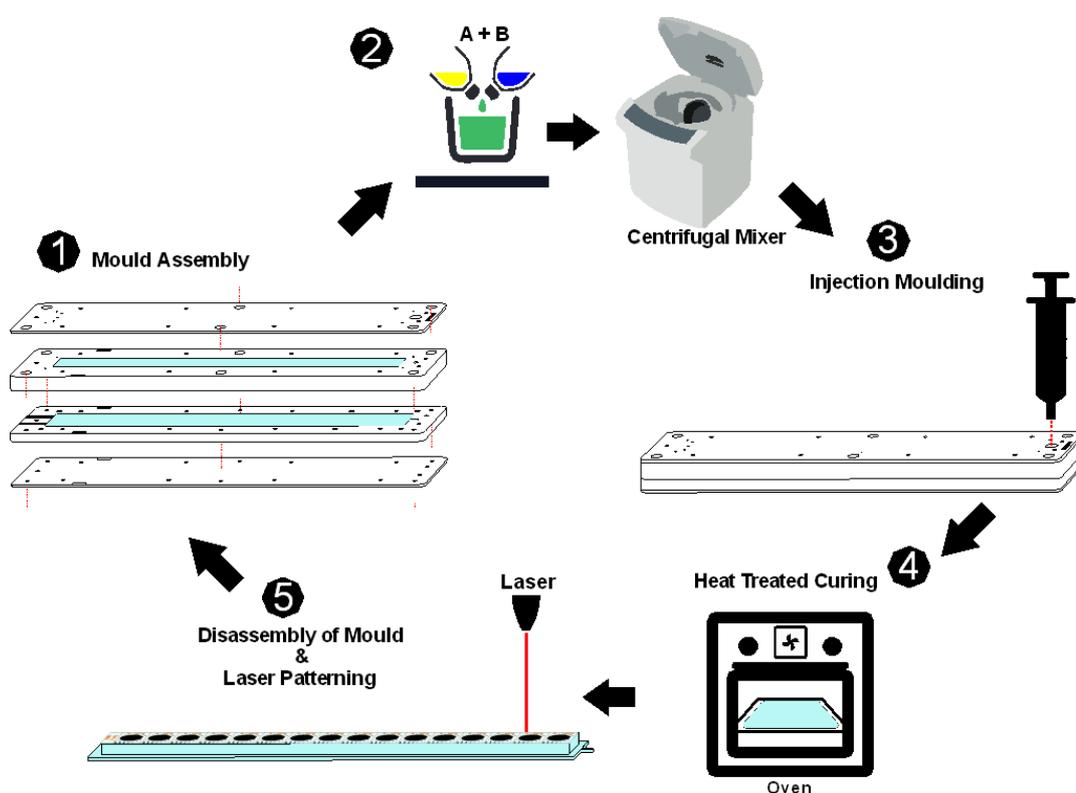 1
Mould Assembly
2
A + B
Centrifugal Mixer
3
Injection Moulding
4
Heat Treated Curing
Oven
5
Disassembly of Mould
&
Laser Patterning
Laser